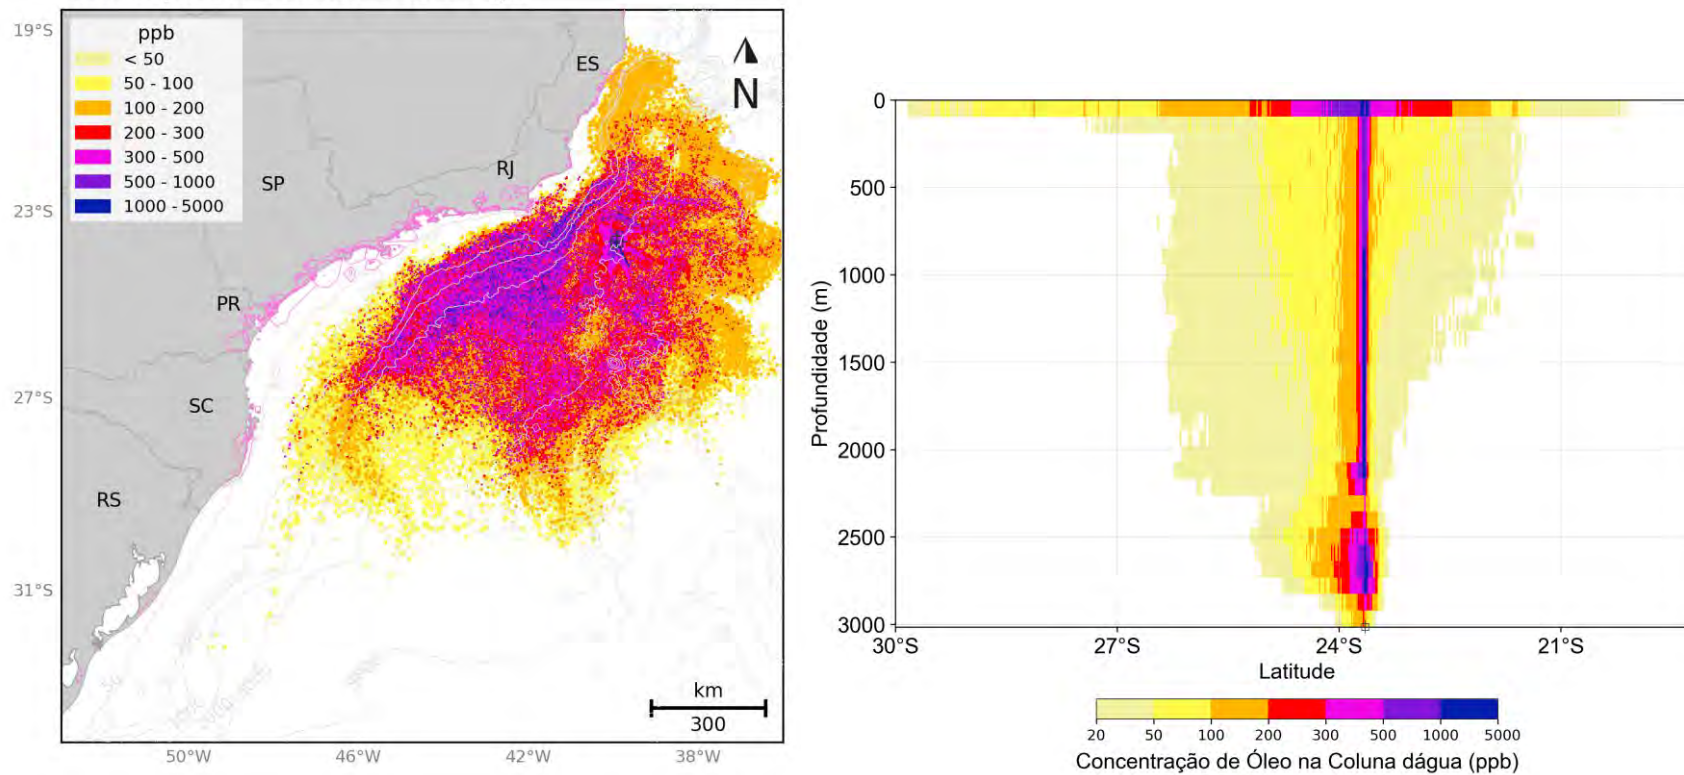 19°S
23°S
27°S
31°S
50°W
46°W
42°W
38°W
ppb
< 50
50 - 100
100 - 200
200 - 300
300 - 500
500 - 1000
1000 - 5000
ES
N
RJ
SP
PR
SC
RS
km
300
Profundidade (m)
0
500
1000
1500
2000
2500
3000
30°S
27°S
24°S
21°S
Latitude
20
50
100
200
300
500
1000
5000
Concentração de Óleo na Coluna dágua (ppb)